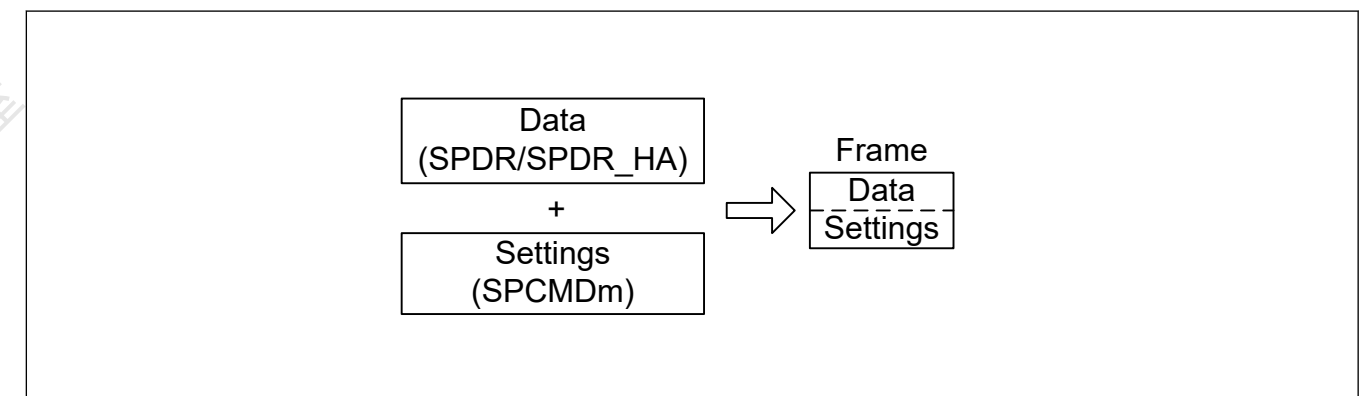 Data
(SPDR/SPDR_HA)
+
Settings
(SPCMDm)
Frame
Data
Settings